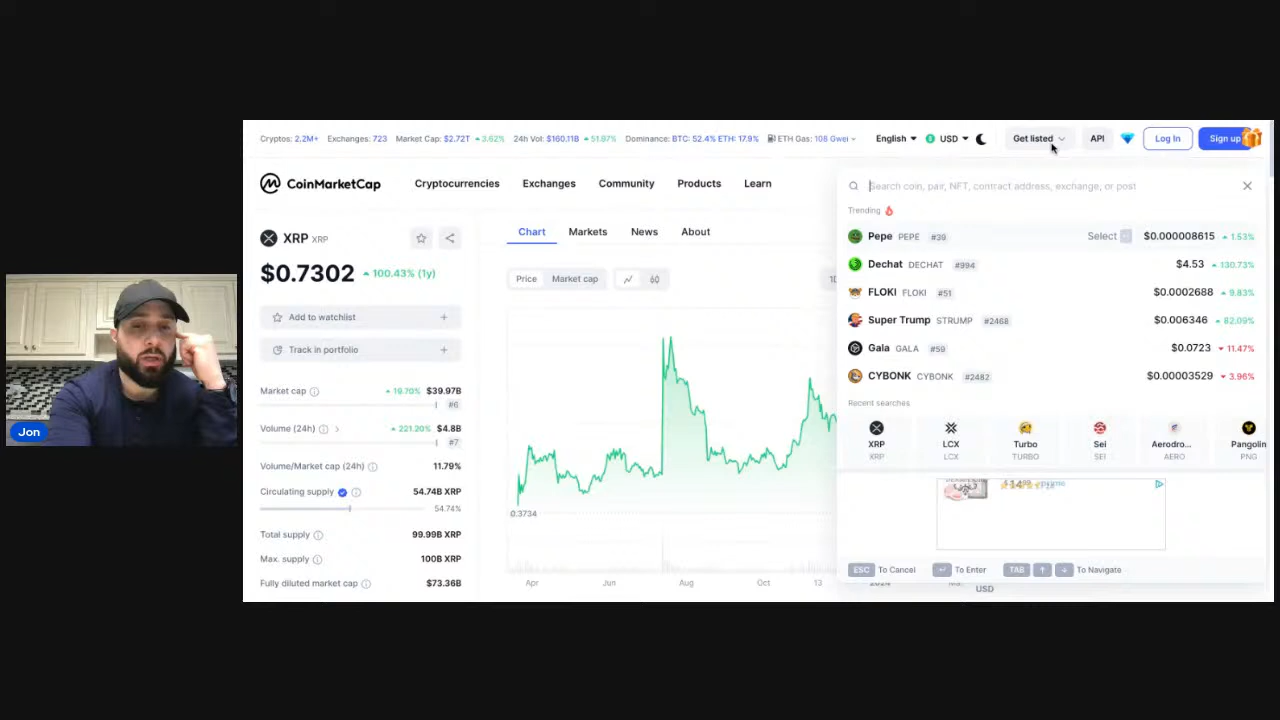 Cryptos: 2.2M+ Exchanges: 723 Market Cap: $2.72T 3.62% 24h Vol: $160.11B 51.87% Dominance: BTC: 52.4% ETH: 17.9% ETH Gas: 108 Gwei English USD Get listed API Log In Sign up
CoinMarketCap Cryptocurrencies Exchanges Community Products Learn
Search coin, pair, NFT, contract address, exchange, or post
Trending
XRP XRP
$0.7302 100.43% (1y)
Add to watchlist +
Track in portfolio +
Market cap 19.70% $39.97B
#6
Volume (24h) 221.20% $4.8B
#7
Volume/Market cap (24h) 11.79%
Circulating supply 54.74B XRP
54.74%
Total supply 99.99B XRP
Max. supply 100B XRP
Fully diluted market cap $73.36B
Chart Markets News About
Price Market cap
0.3734
Apr Jun Aug Oct 13
2024
USD
Pepe PEPE #39 Select $0.000008615 1.53%
Dechat DECHAT #994 $4.53 130.73%
FLOKI FLOKI #51 $0.0002688 9.83%
Super Trump STRUMP #2468 $0.006346 82.09%
Gala GALA #59 $0.0723 11.47%
CYBONK CYBONK #2482 $0.00003529 3.96%
Recent searches
XRP LCX Turbo Sei Aerodro... Pangolin
XRP LCX TURBO SEI AERO PNG
ESC To Cancel To Enter TAB To Navigate
Jon